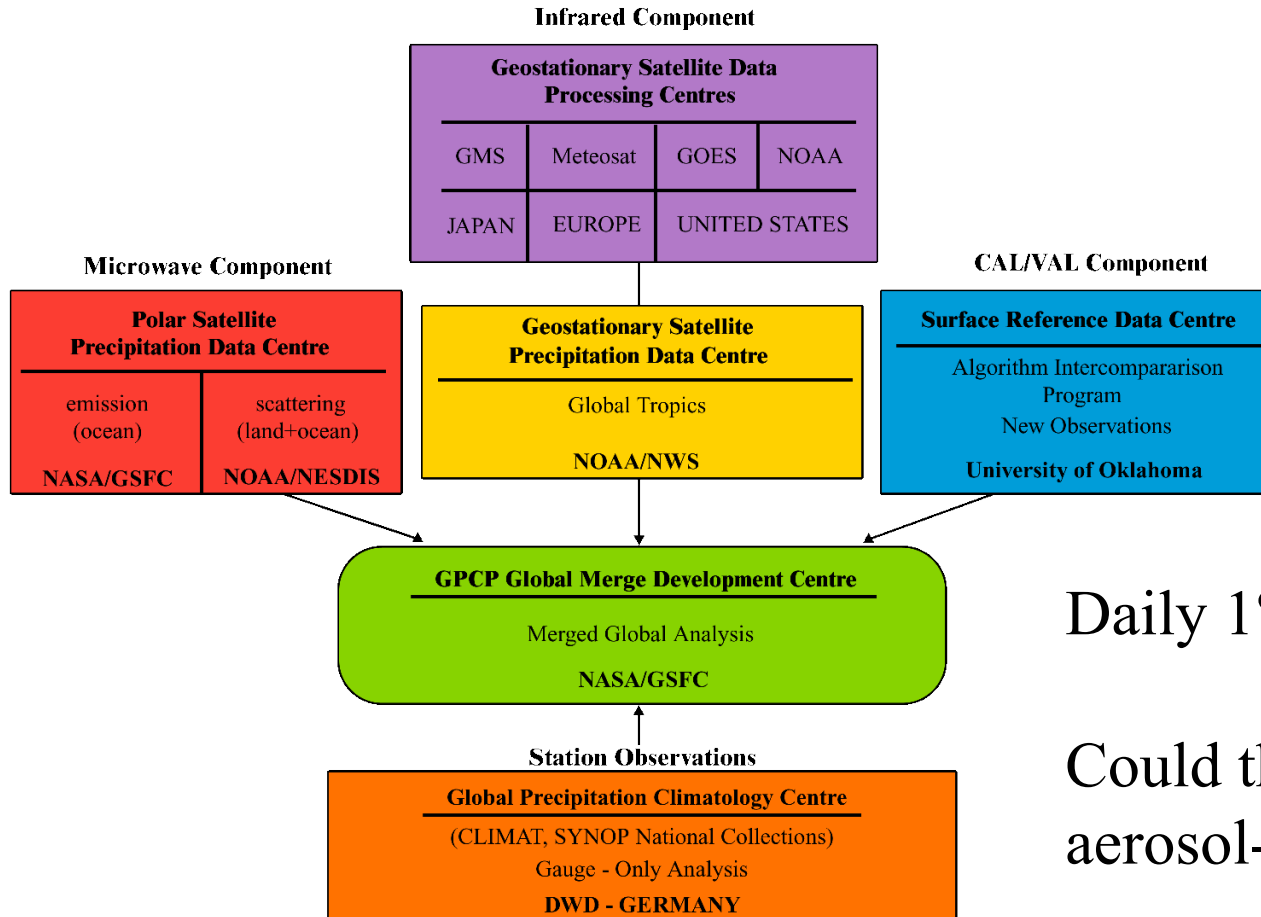 Infrared Component
Geostationary Satellite Data
Processing Centres
GMS Meteosat GOES NOAA
JAPAN EUROPE UNITED STATES
Microwave Component
Polar Satellite
Precipitation Data Centre
emission
(ocean)
NASA/GSFC
scattering
(land+ocean)
NOAA/NESDIS
Geostationary Satellite
Precipitation Data Centre
Global Tropics
NOAA/NWS
CAL/VAL Component
Surface Reference Data Centre
Algorithm Intercompararison
Program
New Observations
University of Oklahoma
GPCP Global Merge Development Centre
Merged Global Analysis
NASA/GSFC
Station Observations
Global Precipitation Climatology Centre
(CLIMAT, SYNOP National Collections)
Gauge - Only Analysis
DWD - GERMANY
Daily 1°
Could
aerosol-